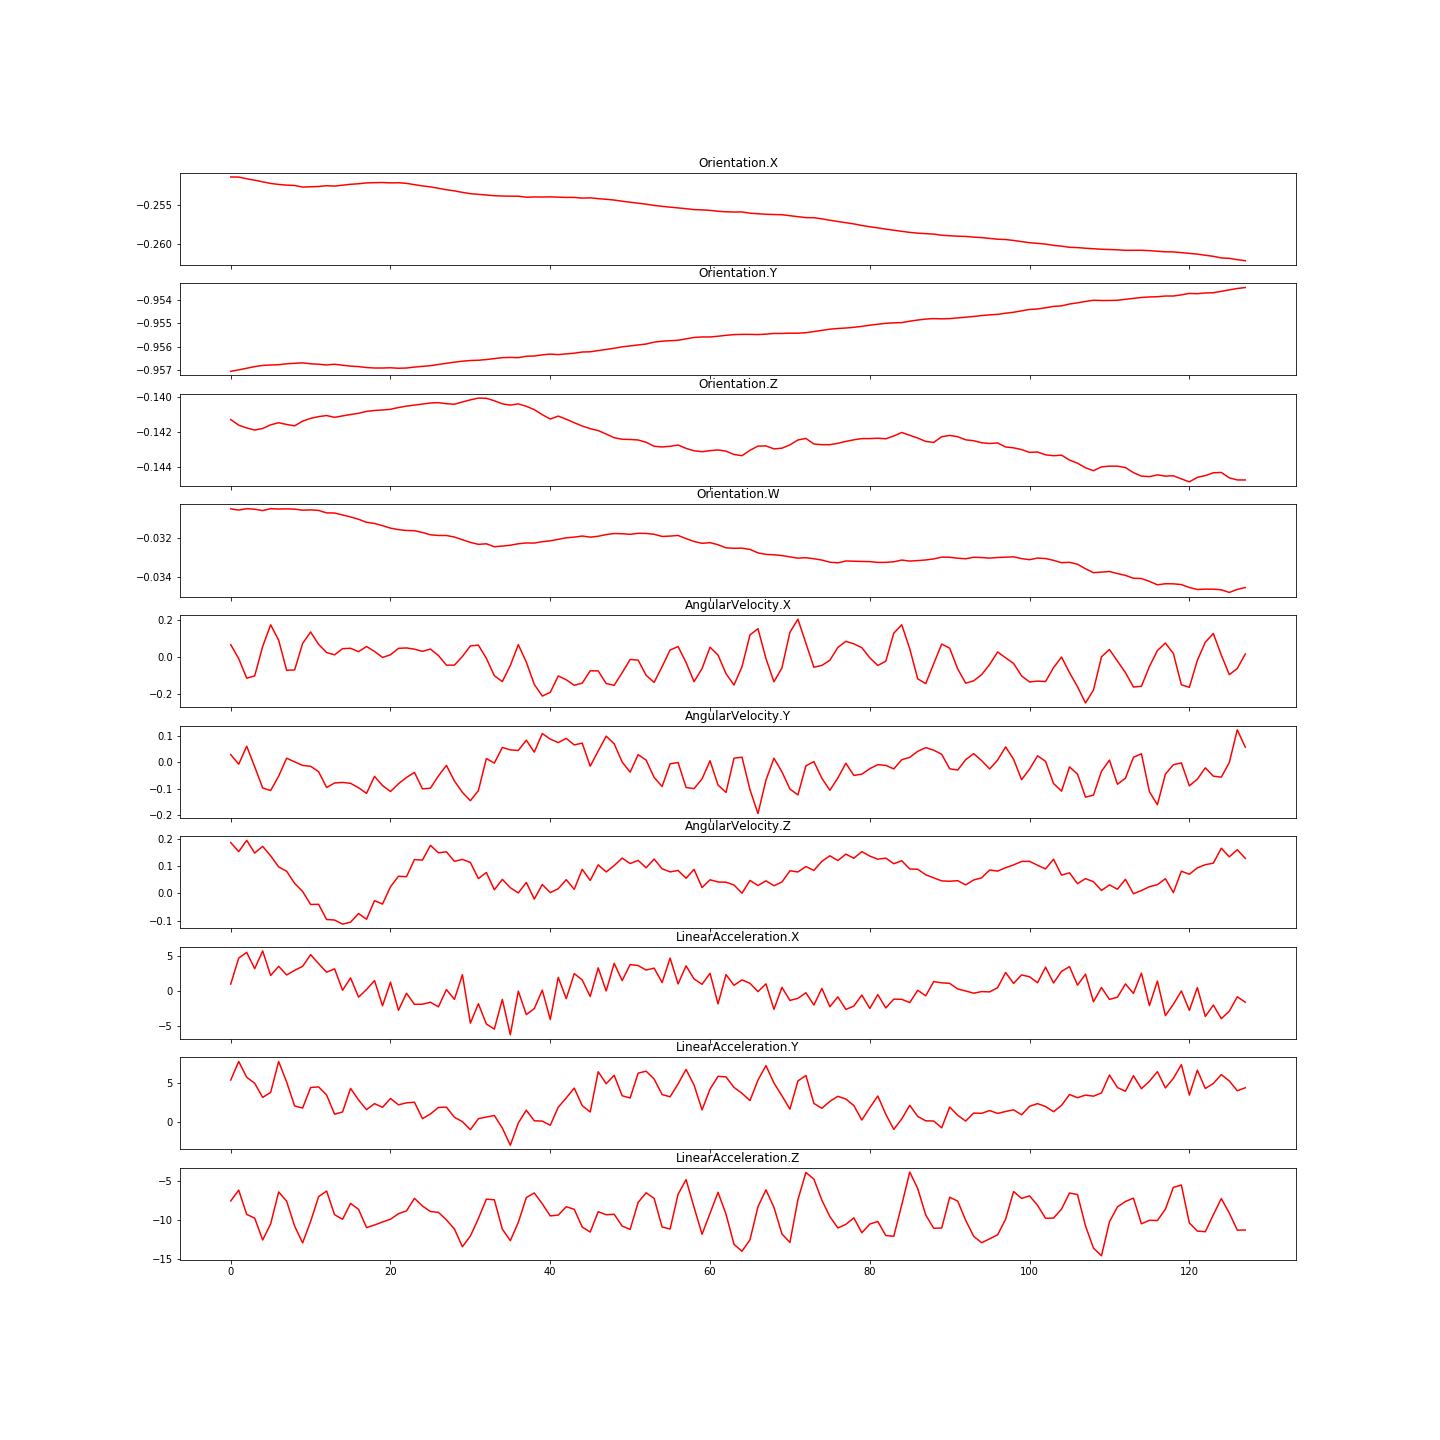 Orientation.X
−0.255
−0.260
Orientation.Y
−0.954
−0.955
−0.956
−0.957
Orientation.Z
−0.140
−0.142
−0.144
Orientation.W
−0.032
−0.034
AngularVelocity.X
0.2
0.0
−0.2
AngularVelocity.Y
0.1
0.0
−0.1
−0.2
AngularVelocity.Z
0.2
0.1
0.0
−0.1
LinearAcceleration.X
5
0
−5
LinearAcceleration.Y
5
0
LinearAcceleration.Z
−5
−10
−15
0 20 40 60 80 100 120